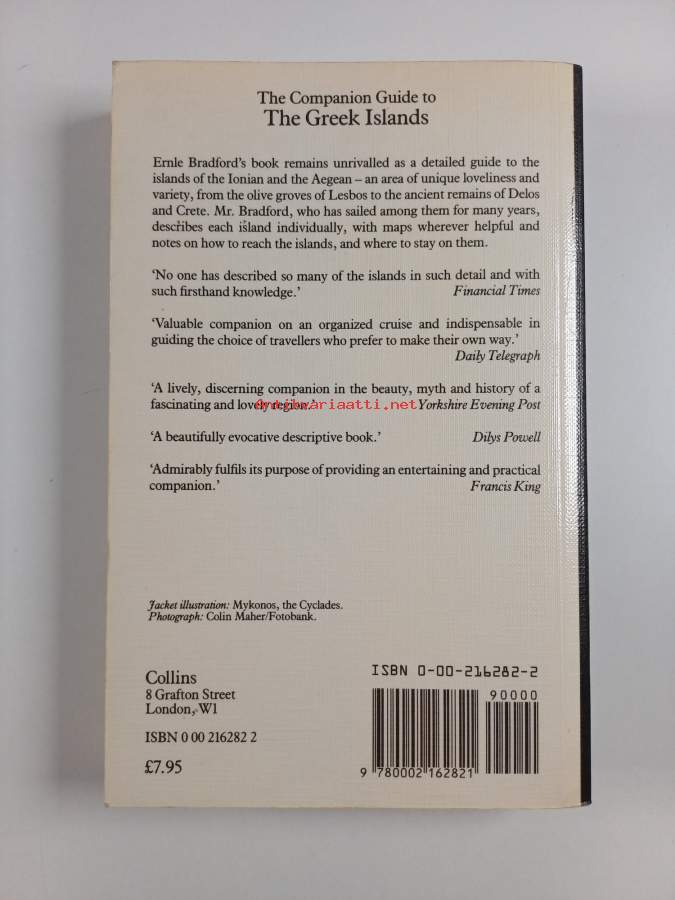 The Companion Guide to
The Greek Islands
Ernle Bradford's book remains unrivalled as a detailed guide to the
islands of the Ionian and the Aegean – an area of unique loveliness and
variety, from the olive groves of Lesbos to the ancient remains of Delos
and Crete. Mr. Bradford, who has sailed among them for many years,
describes each island individually, with maps wherever helpful and
notes on how to reach the islands, and where to stay on them.
'No one has described so many of the islands in such detail and with
such firsthand knowledge.' Financial Times
'Valuable companion on an organized cruise and indispensable in
guiding the choice of travellers who prefer to make their own way.'
Daily Telegraph
'A lively, discerning companion in the beauty, myth and history of a
fascinating and lovely region.' Yorkshire Evening Post
Antikvariaatti.net
'A beautifully evocative descriptive book.' Dilys Powell
'Admirably fulfils its purpose of providing an entertaining and practical
companion.' Francis King
Jacket illustration: Mykonos, the Cyclades.
Photograph: Colin Maher/Fotobank.
Collins
8 Grafton Street
London, W1
ISBN 0 00 216282 2
£7.95
ISBN 0-00-216282-2
90000
9 780002 162821